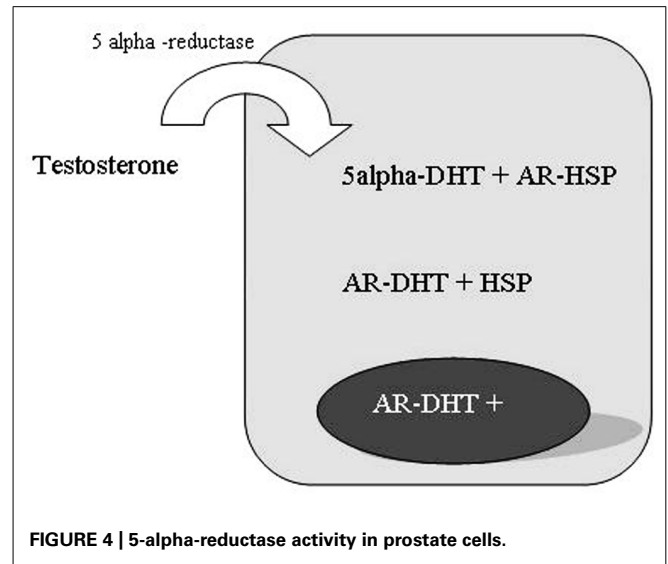 5 alpha -reductase
Testosterone
5alpha-DHT + AR-HSP
AR-DHT + HSP
AR-DHT +
FIGURE 4 | 5-alpha-reductase activity in prostate cells.